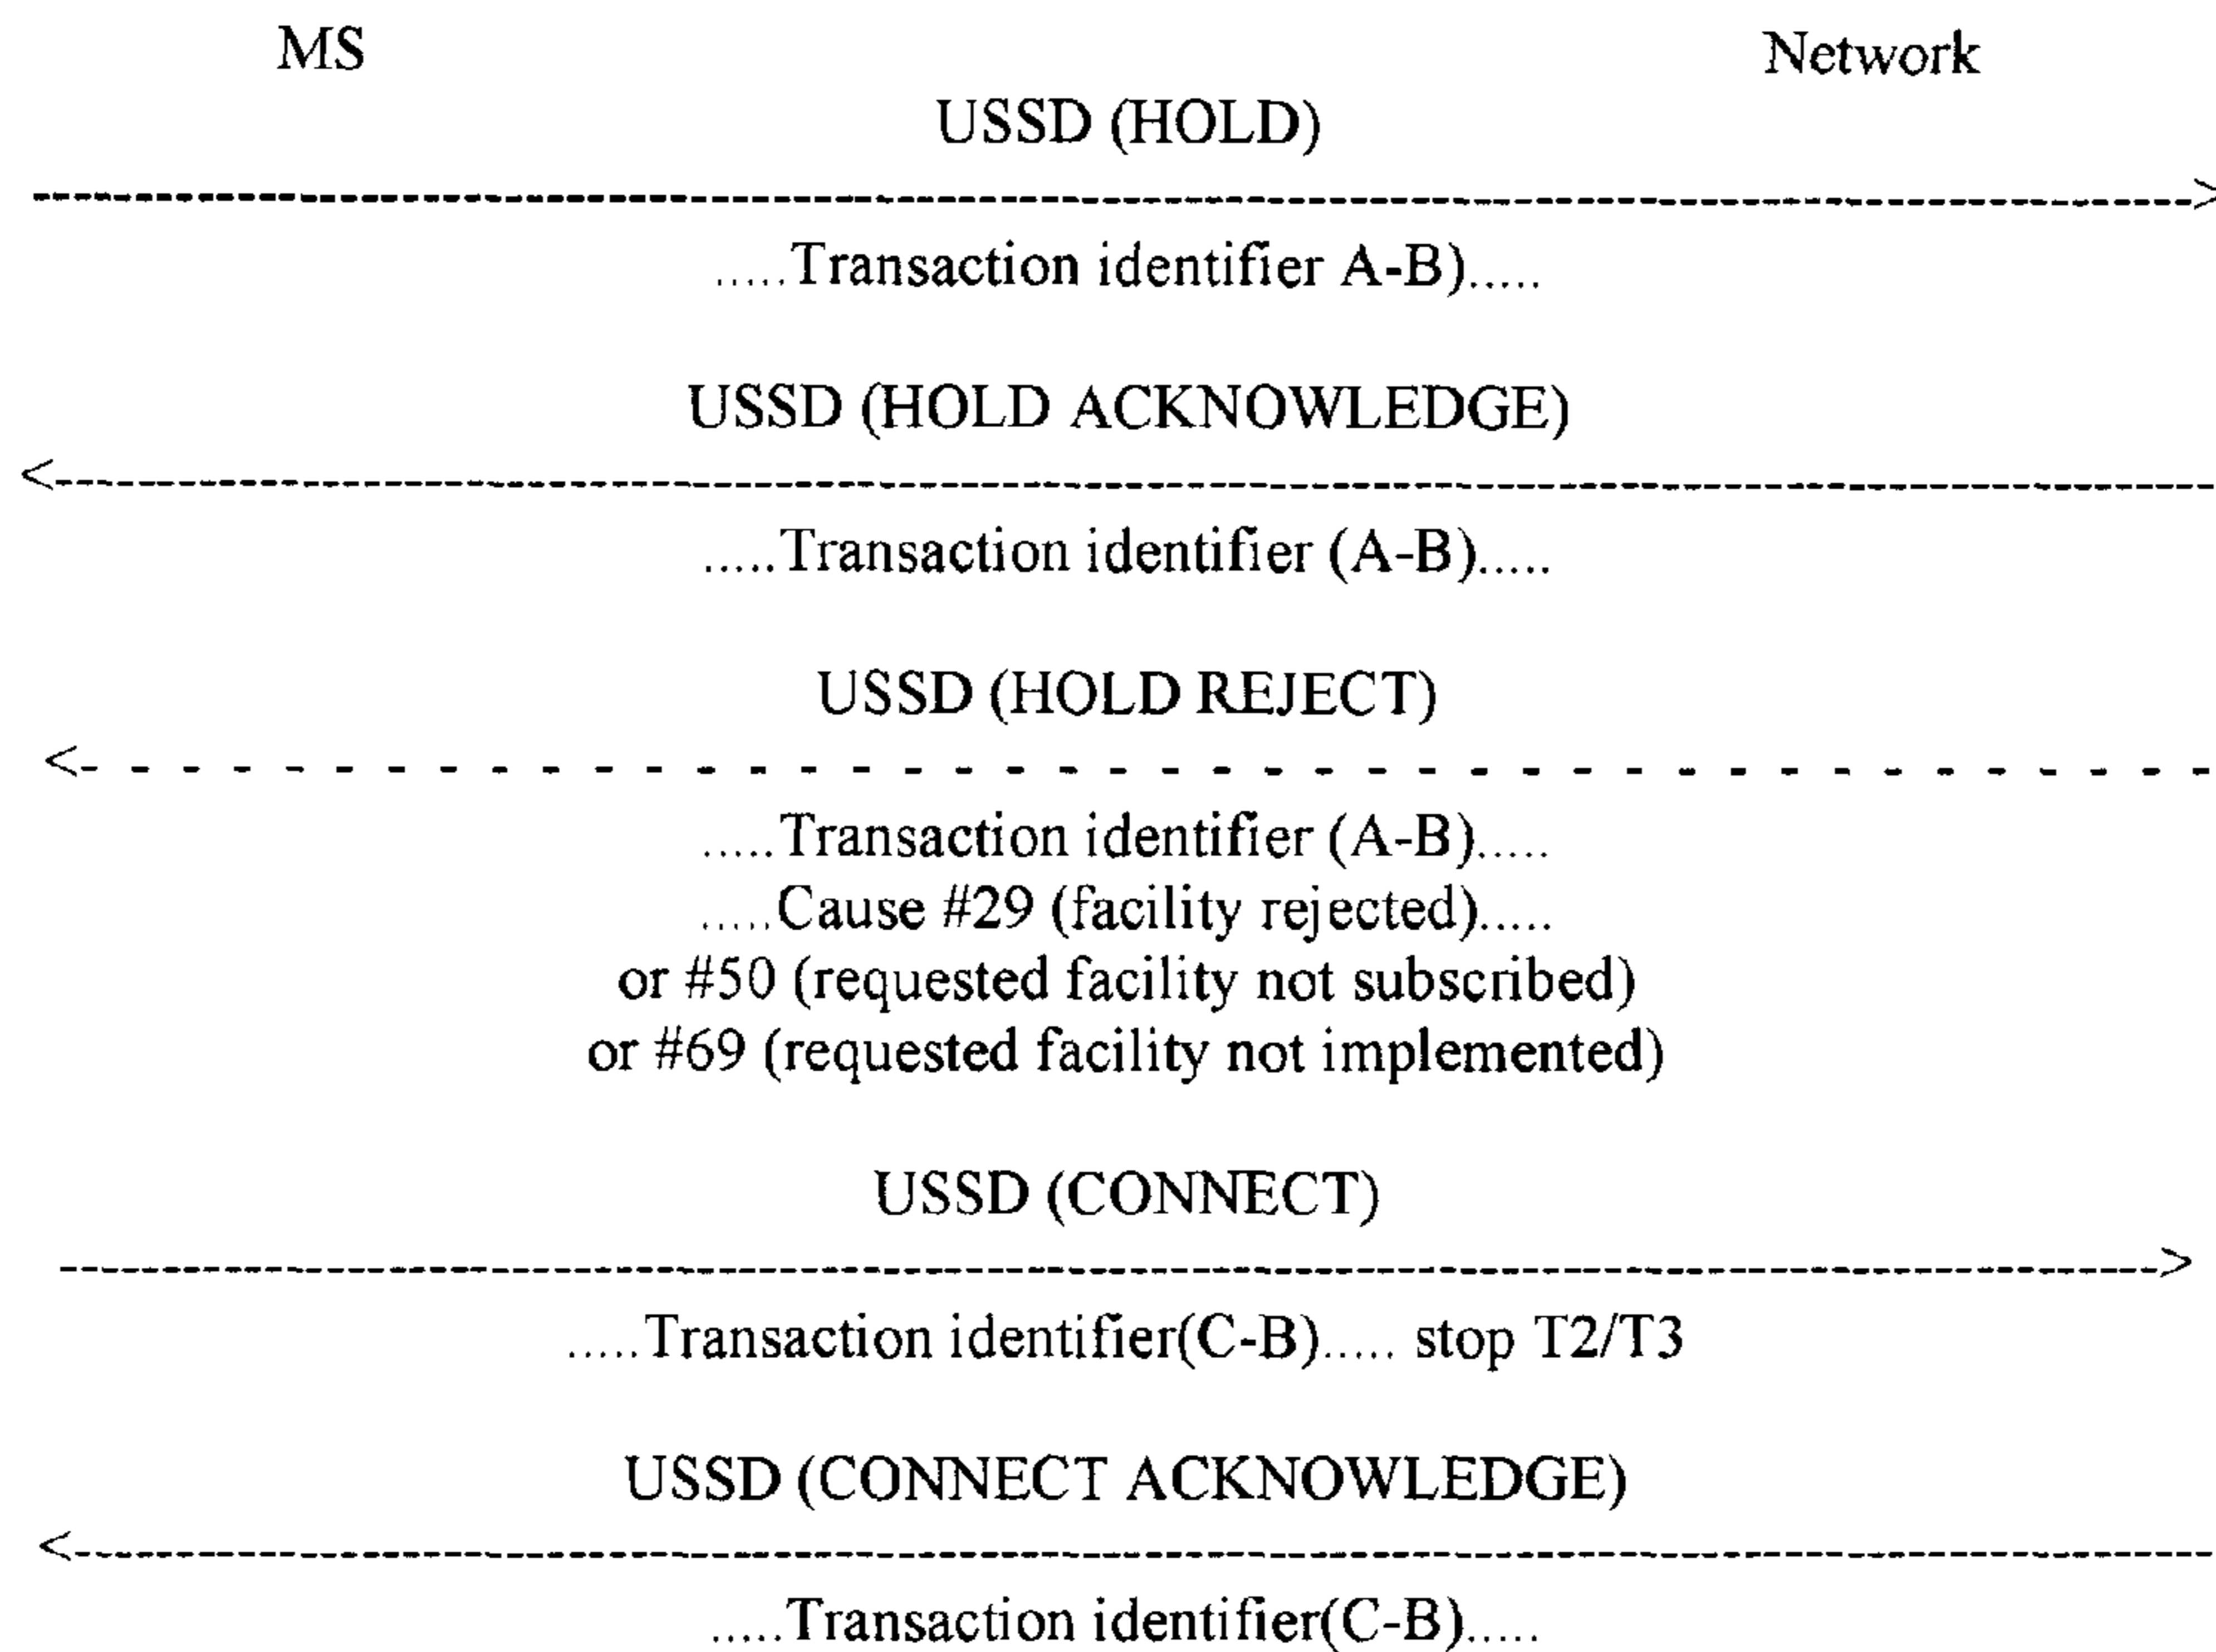 MS Network
USSD (HOLD)
.....Transaction identifier A-B).....
USSD (HOLD ACKNOWLEDGE)
.....Transaction identifier (A-B).....
USSD (HOLD REJECT)
.....Transaction identifier (A-B).....
.....Cause #29 (facility rejected).....
or #50 (requested facility not subscribed)
or #69 (requested facility not implemented)
USSD (CONNECT)
.....Transaction identifier(C-B)..... stop T2/T3
USSD (CONNECT ACKNOWLEDGE)
.....Transaction identifier(C-B).....